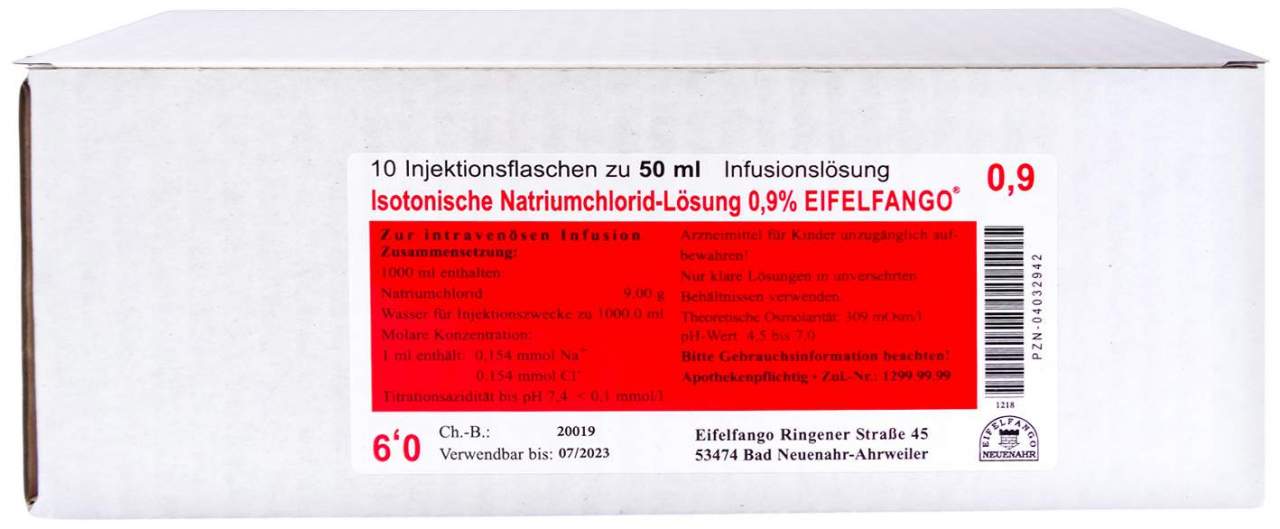 10 Injektionsflaschen zu 50 ml Infusionslösung
0,9
Isotonische Natriumchlorid-Lösung 0,9% EIFELFANGO®
Zur intravenösen Infusion
Zusammensetzung:
1000 ml enthalten
Natriumchlorid 9,00 g
Wasser für Injektionszwecke zu 1000.0 ml
Molare Konzentration:
1 ml enthält: 0,154 mmol Na+
0.154 mmol Cl-
Titrationsazidität bis pH 7,4 < 0,1 mmol/l
Arzneimittel für Kinder unzugänglich auf-
bewahren!
Nur klare Lösungen in unversehrten
Behältnissen verwenden.
Theoretische Osmolarität: 309 mOsm/l
pH-Wert 4,5 bis 7,0
Bitte Gebrauchsinformation beachten!
Apothekenpflichtig • Zul.-Nr.: 1299.99.99
PZN-04032942
1218
0,9
Ch.-B.: 20019
Verwendbar bis: 07/2023
Eifelfango Ringener Straße 45
53474 Bad Neuenahr-Ahrweiler
EIFELFANGO
NEUENAHR